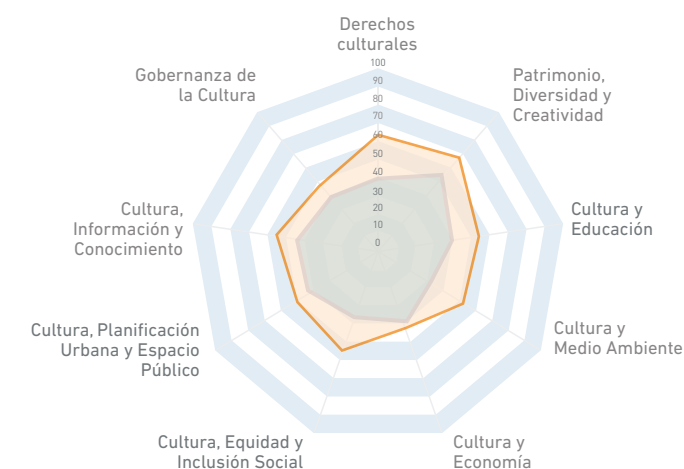 Derechos
culturales
100
90
80
70
60
50
40
30
20
10
0
Patrimonio,
Diversidad y
Creatividad
Cultura y
Educación
Cultura y
Medio Ambiente
Cultura y
Economía
Cultura, Equidad y
Inclusión Social
Cultura, Planificación
Urbana y Espacio
Público
Cultura,
Información y
Conocimiento
Gobernanza de
la Cultura